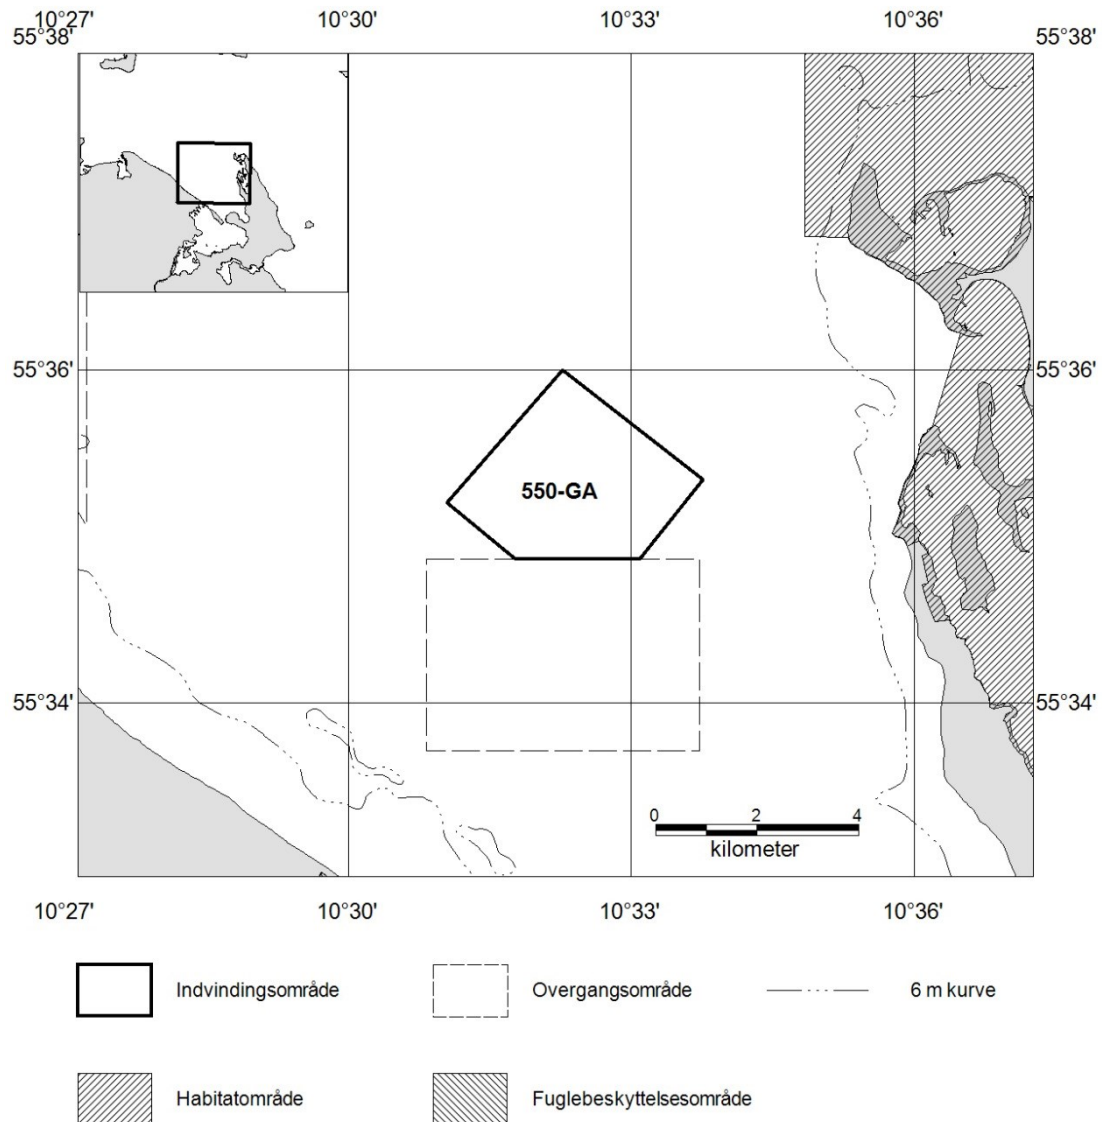 10°27' 10°30' 10°33' 10°36'
55°38' 55°38'
55°36' 55°36'
550-GA
55°34' 55°34'
0 2 4
kilometer
10°27' 10°30' 10°33' 10°36'
Indvindingsområde Overgangsområde 6 m kurve
Habitatområde Fuglebeskyttelsesområde